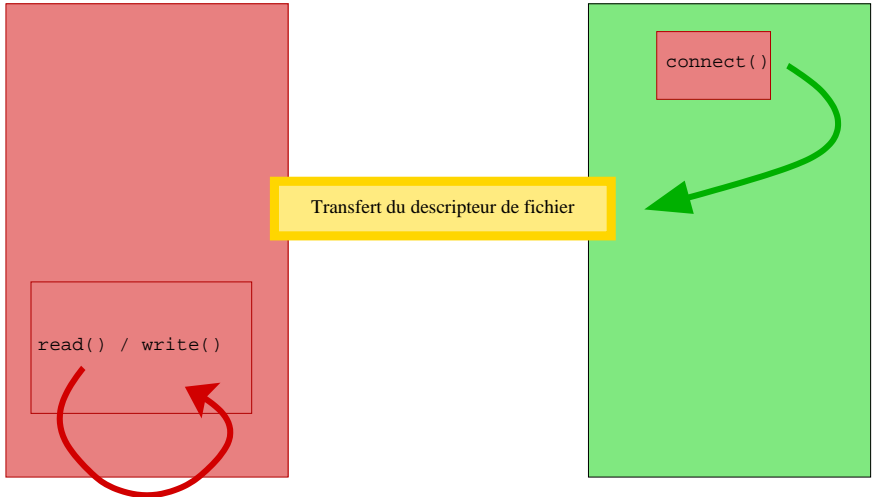 connect()
Transfert du descripteur de fichier
read() / write()